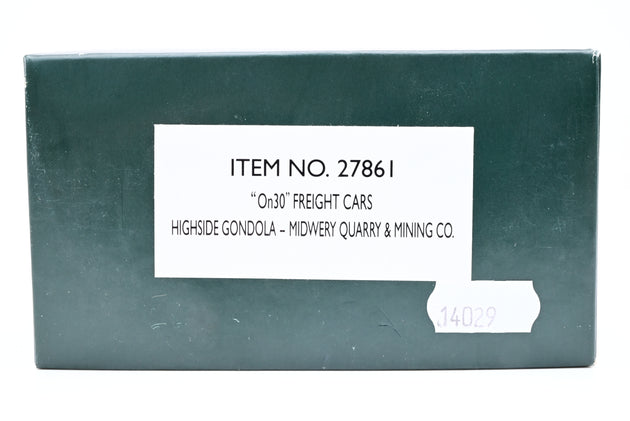 ITEM NO. 27861
“On30” FREIGHT CARS
HIGHSIDE GONDOLA – MIDWERY QUARRY & MINING CO.
14029